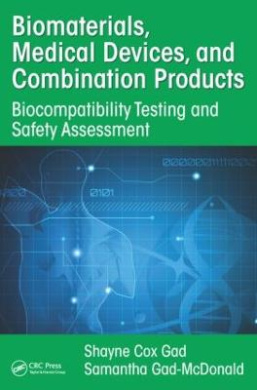 Biomaterials,
Medical Devices, and
Combination Products
Biocompatibility Testing and
Safety Assessment
0101
Shayne Cox Gad
Samantha Gad-McDonald
CRC Press
Taylor & Francis Group